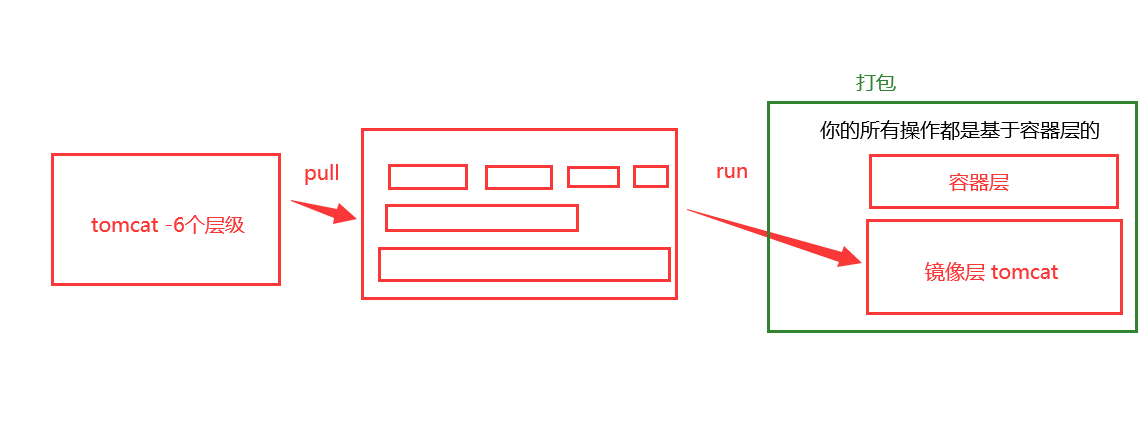 打包
你的所有操作都是基于容器层的
pull
run
容器层
tomcat -6个层级
镜像层 tomcat